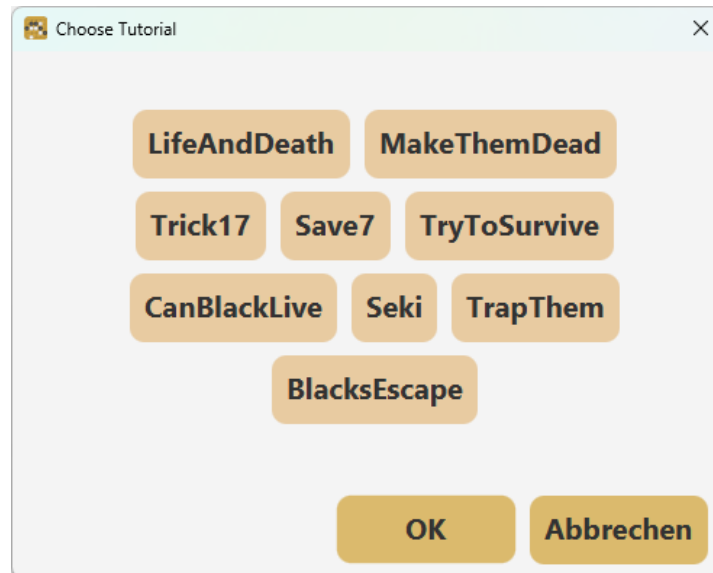 Choose Tutorial
LifeAndDeath MakeThemDead
Trick17 Save7 TryToSurvive
CanBlackLive Seki TrapThem
BlacksEscape
OK Abbrechen